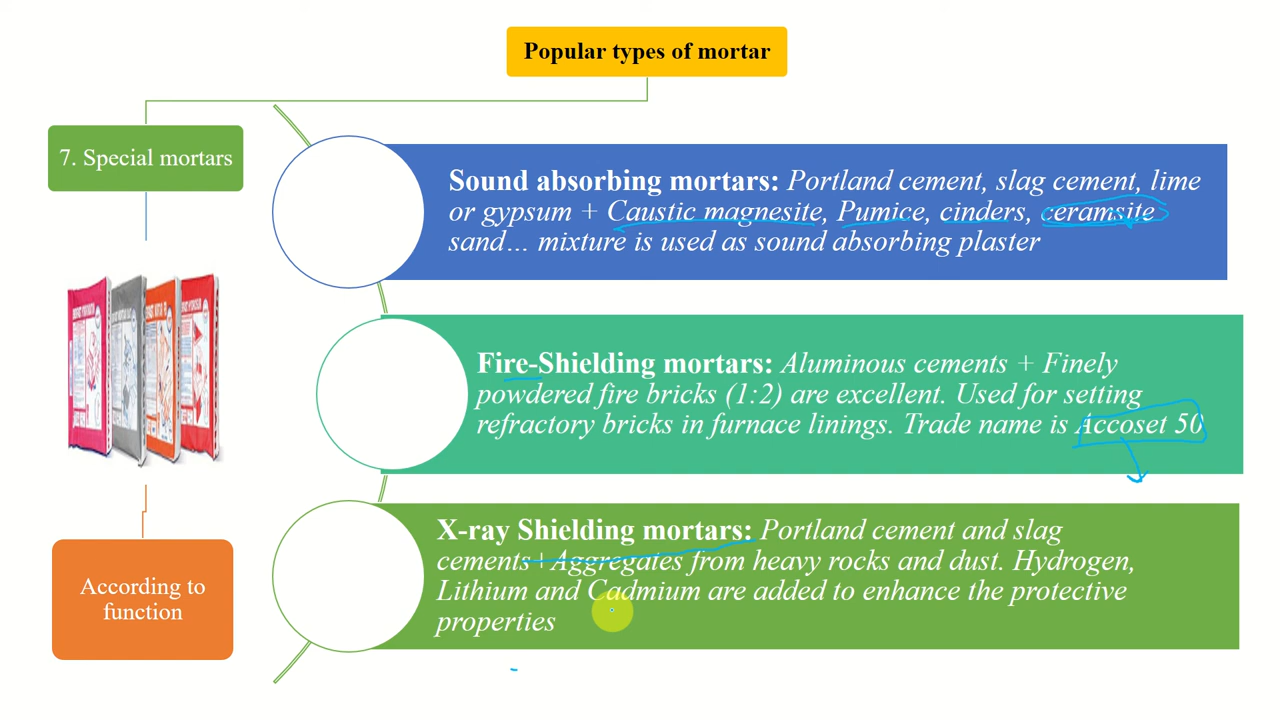 Popular types of mortar
7. Special mortars
Sound absorbing mortars: Portland cement, slag cement, lime
or gypsum + Caustic magnesite, Pumice, cinders, ceramsite
sand... mixture is used as sound absorbing plaster
Fire-Shielding mortars: Aluminous cements + Finely
powdered fire bricks (1:2) are excellent. Used for setting
refractory bricks in furnace linings. Trade name is Accoset 50
X-ray Shielding mortars: Portland cement and slag
cements+ Aggregates from heavy rocks and dust. Hydrogen,
Lithium and Cadmium are added to enhance the protective
properties
According to
function